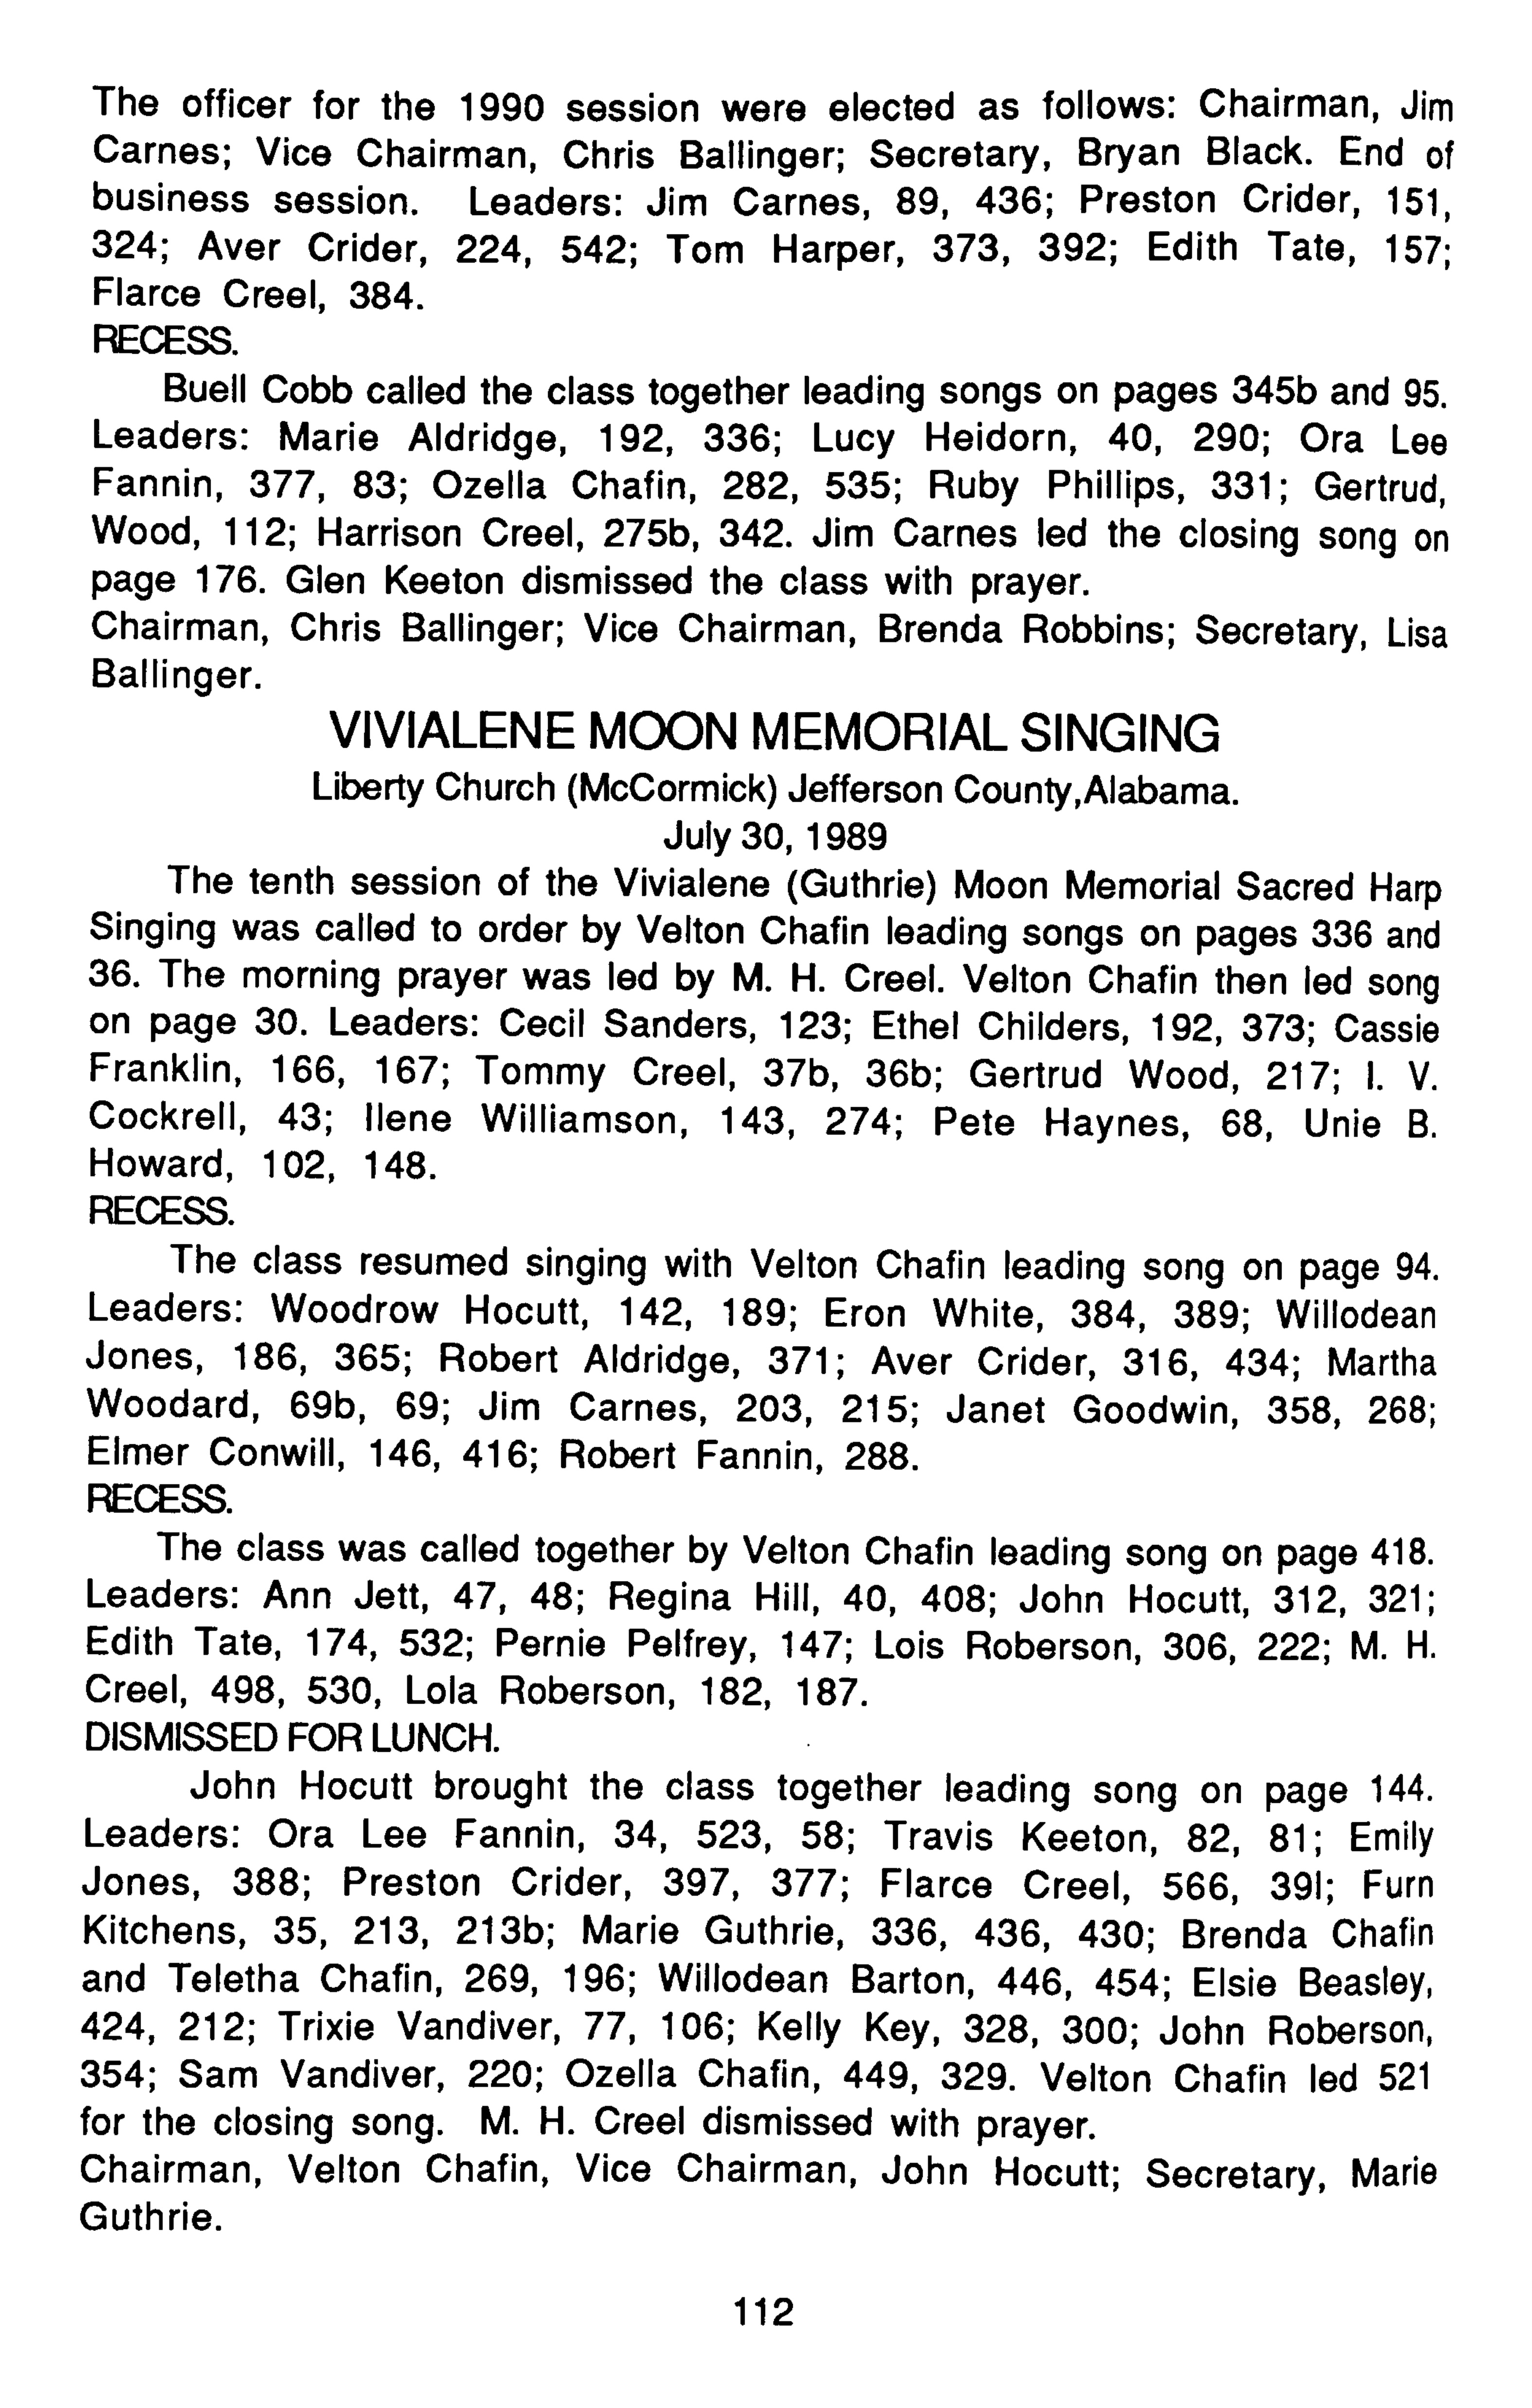 The officer for the 1990 session were elected as follows: Chairman, Jim
Carnes; Vice Chairman, Chris Ballinger; Secretary, Bryan Black. End of
business session. Leaders: Jim Carnes, 89, 436; Preston Crider, 151,
324; Aver Crider, 224, 542; Tom Harper, 373, 392; Edith Tate, 157;
Flarce Creel, 384.
RECESS.
Buell Cobb called the class together leading songs on pages 345b and 95.
Leaders: Marie Aldridge, 192, 336; Lucy Heidorn, 40, 290; Ora Lee
Fannin, 377, 83; Ozella Chafin, 282, 535; Ruby Phillips, 331; Gertrud,
Wood, 112; Harrison Creel, 275b, 342. Jim Carnes led the closing song on
page 176. Glen Keeton dismissed the class with prayer.
Chairman, Chris Ballinger; Vice Chairman, Brenda Robbins; Secretary, Lisa
Ballinger.
VIVIALENE MOON MEMORIAL SINGING
Liberty Church (McCormick) Jefferson County,Alabama.
July 30, 1989
The tenth session of the Vivialene (Guthrie) Moon Memorial Sacred Harp
Singing was called to order by Velton Chafin leading songs on pages 336 and
36. The morning prayer was led by M. H. Creel. Velton Chafin then led song
on page 30. Leaders: Cecil Sanders, 123; Ethel Childers, 192, 373; Cassie
Franklin, 166, 167; Tommy Creel, 37b, 36b; Gertrud Wood, 217; I. V.
Cockrell, 43; Ilene Williamson, 143, 274; Pete Haynes, 68, Unie B.
Howard, 102, 148.
RECESS.
The class resumed singing with Velton Chafin leading song on page 94.
Leaders: Woodrow Hocutt, 142, 189; Eron White, 384, 389; Willodean
Jones, 186, 365; Robert Aldridge, 371; Aver Crider, 316, 434; Martha
Woodard, 69b, 69; Jim Carnes, 203, 215; Janet Goodwin, 358, 268;
Elmer Conwill, 146, 416; Robert Fannin, 288.
RECESS.
The class was called together by Velton Chafin leading song on page 418.
Leaders: Ann Jett, 47, 48; Regina Hill, 40, 408; John Hocutt, 312, 321;
Edith Tate, 174, 532; Pernie Pelfrey, 147; Lois Roberson, 306, 222; M. H.
Creel, 498, 530, Lola Roberson, 182, 187.
DISMISSED FOR LUNCH.
John Hocutt brought the class together leading song on page 144.
Leaders: Ora Lee Fannin, 34, 523, 58; Travis Keeton, 82, 81; Emily
Jones, 388; Preston Crider, 397, 377; Flarce Creel, 566, 39l; Furn
Kitchens, 35, 213, 213b; Marie Guthrie, 336, 436, 430; Brenda Chafin
and Teletha Chafin, 269, 196; Willodean Barton, 446, 454; Elsie Beasley,
424, 212; Trixie Vandiver, 77, 106; Kelly Key, 328, 300; John Roberson,
354; Sam Vandiver, 220; Ozella Chafin, 449, 329. Velton Chafin led 521
for the closing song. M. H. Creel dismissed with prayer.
Chairman, Velton Chafin, Vice Chairman, John Hocutt; Secretary, Marie
Guthrie.
112